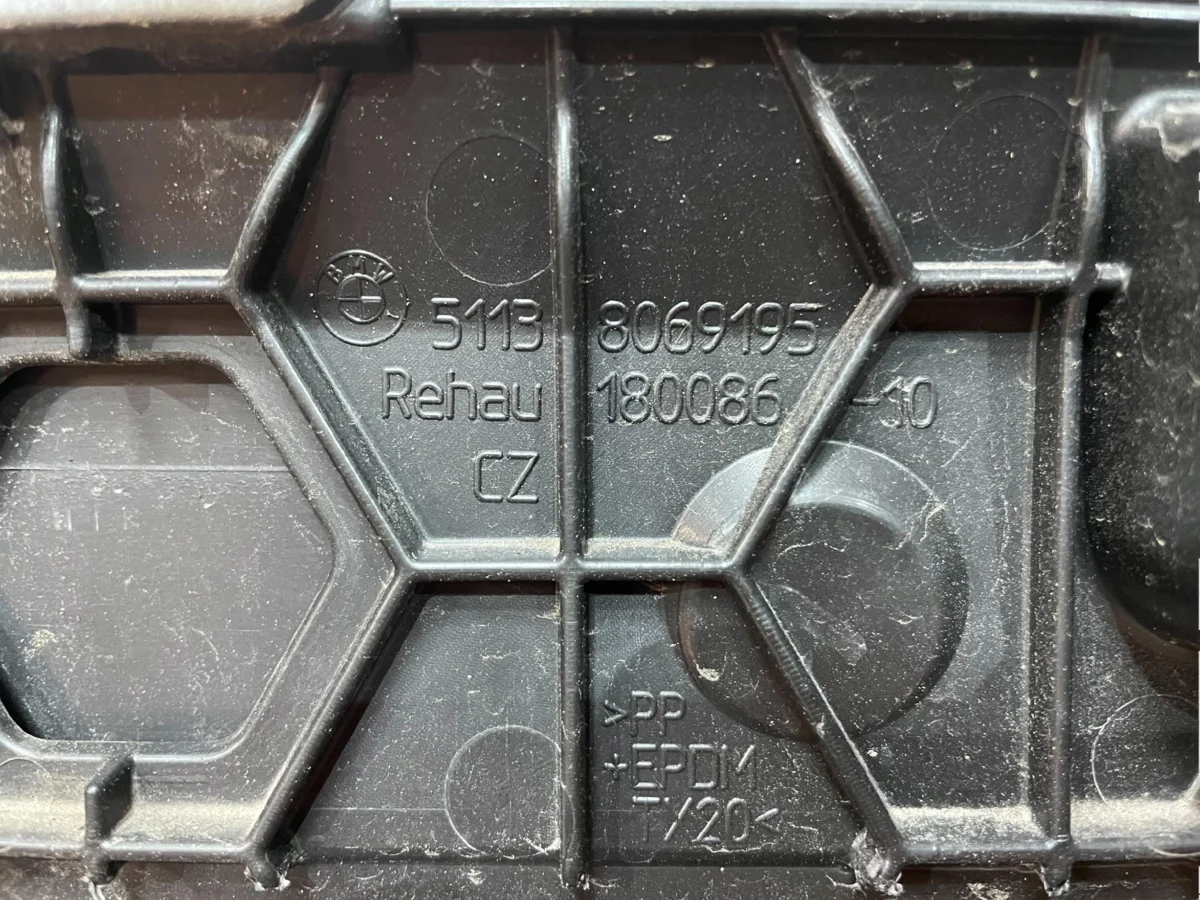 BMW
5113 8069195
Rehau 180086 -10
CZ
>PP
+EPDM
TX20<